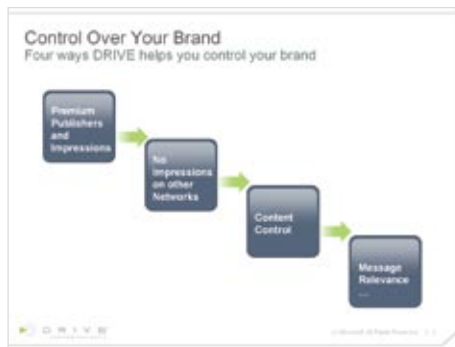 Control Over Your Brand
Four ways DRIVE helps you control your brand
Premium
Publishers
and
Impressions
No
Impressions
on other
Networks
Content
Control
Message
Relevance
DRIVE